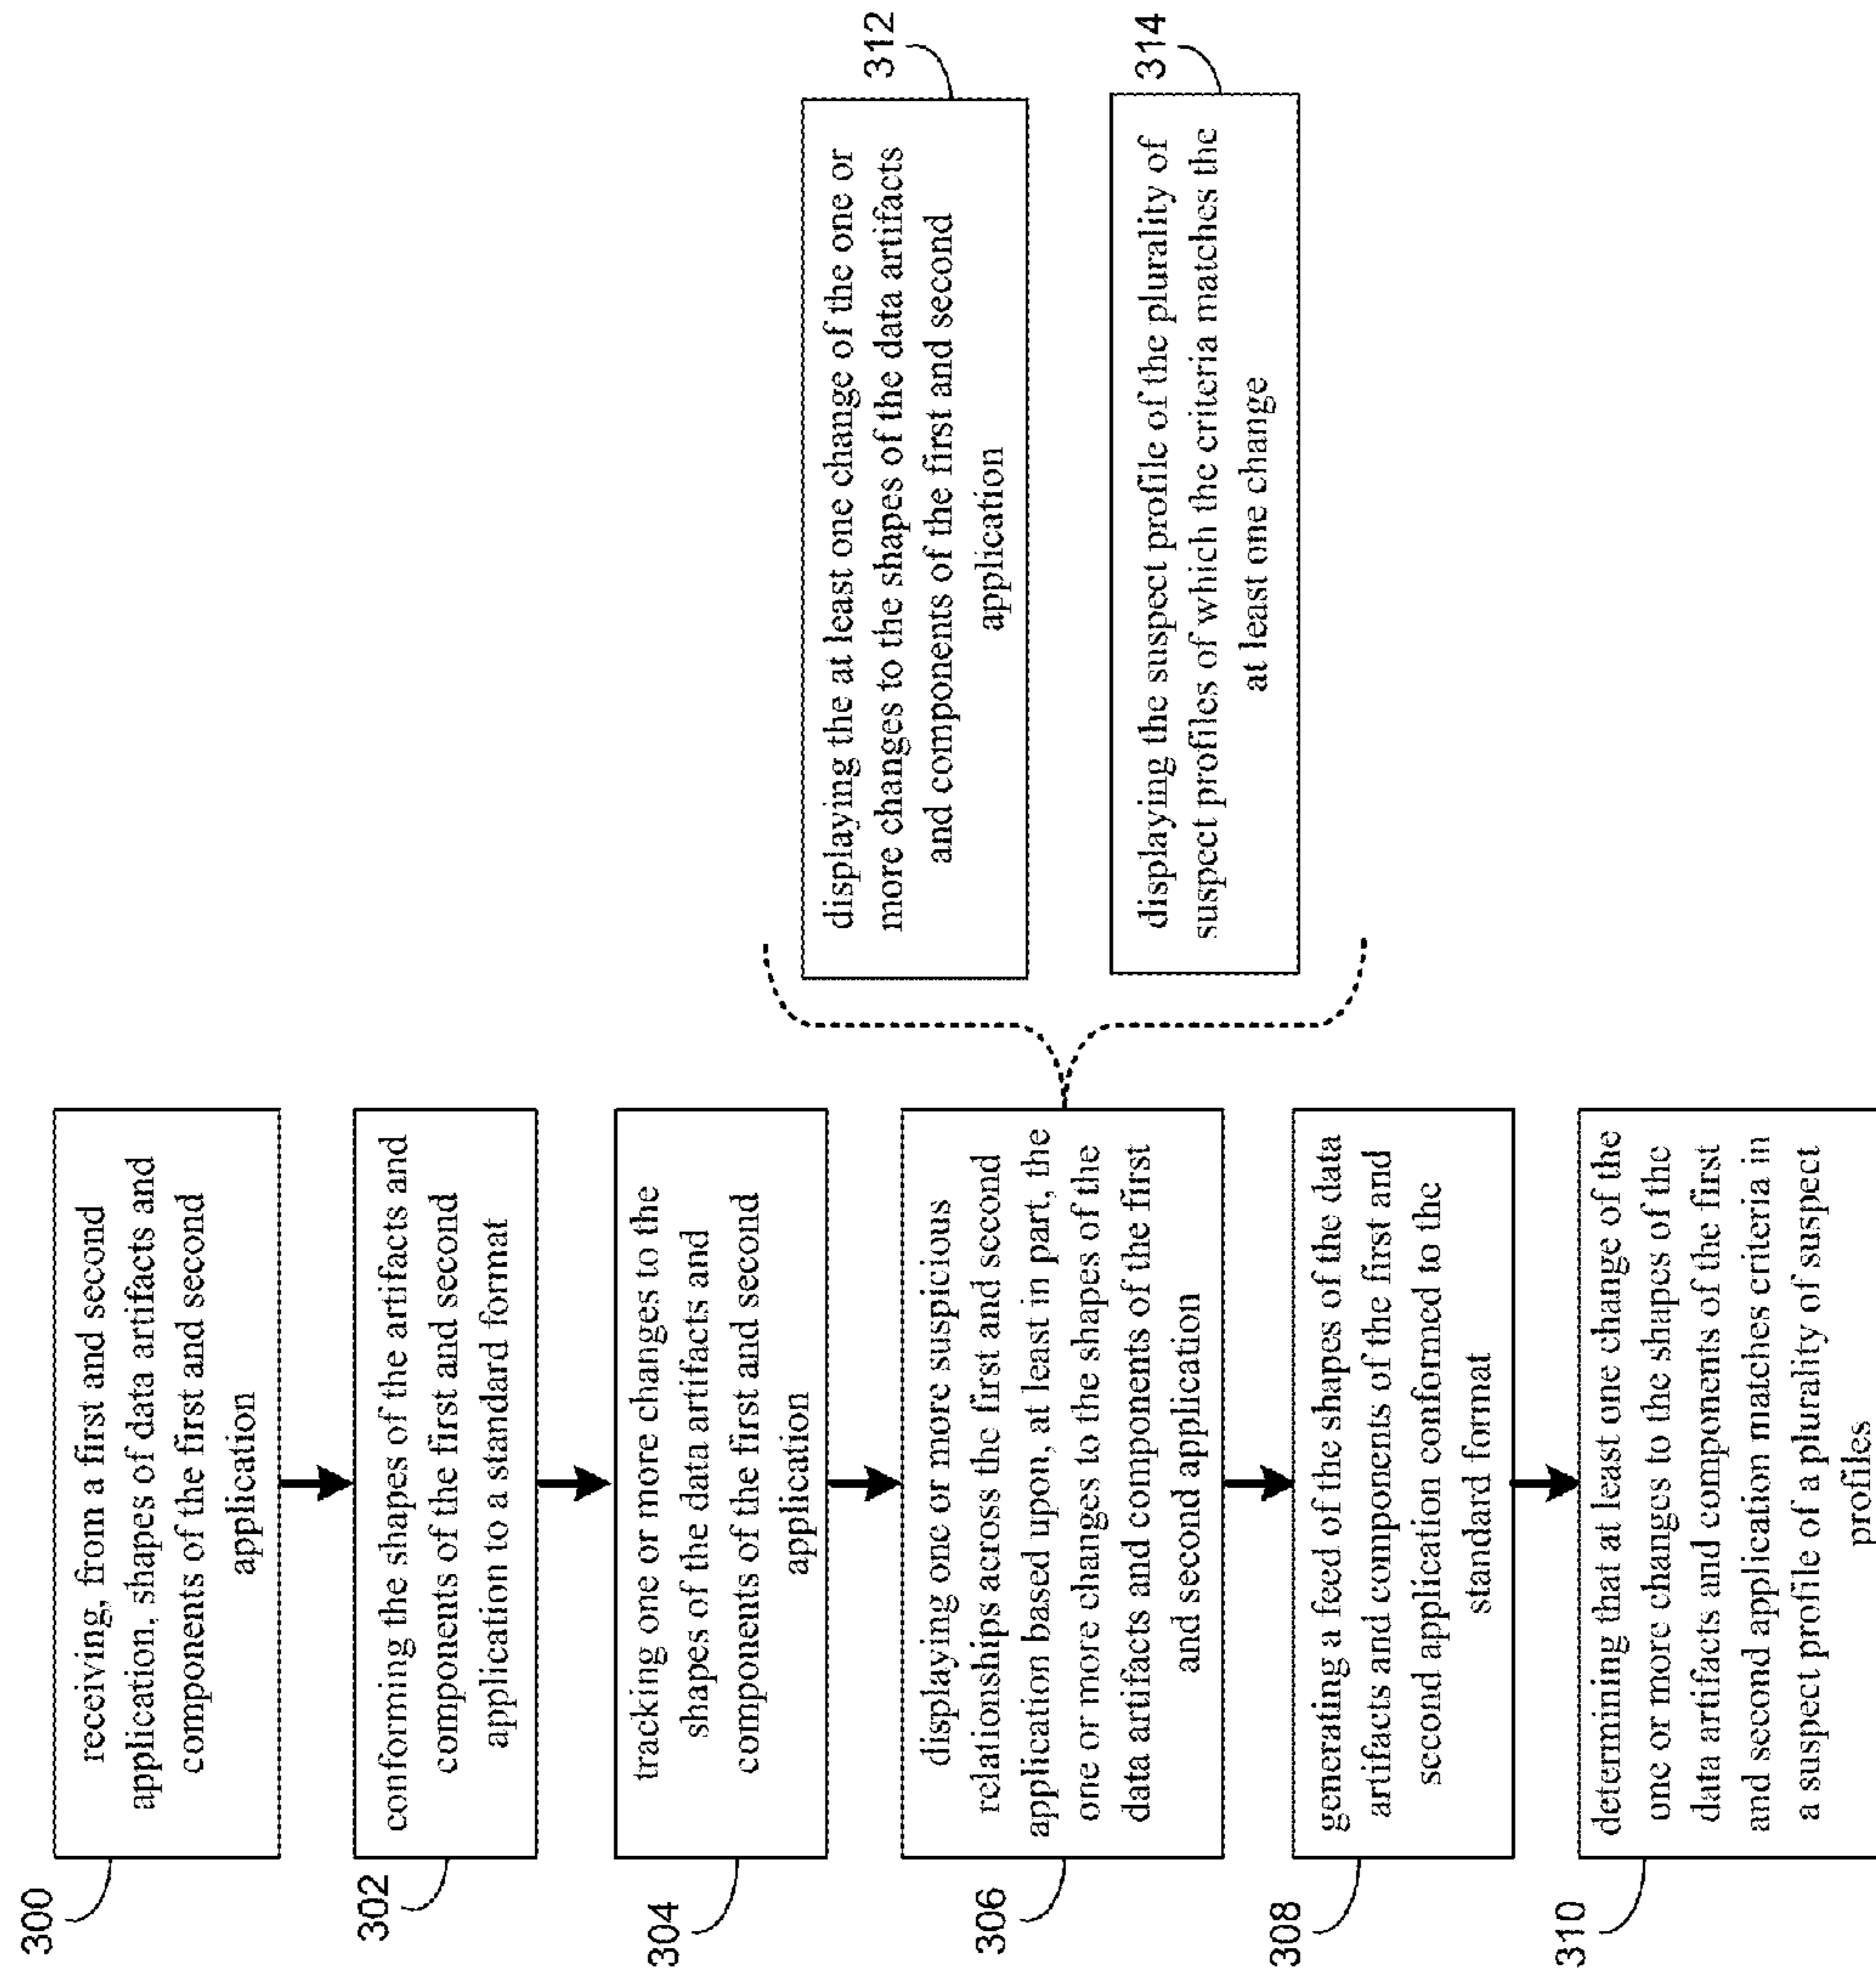 300
receiving, from a first and second
application, shapes of data artifacts and
components of the first and second
application
302
conforming the shapes of the artifacts and
components of the first and second
application to a standard format
304
tracking one or more changes to the
shapes of the data artifacts and
components of the first and second
application
306
displaying one or more suspicious
relationships across the first and second
application based upon, at least in part, the
one or more changes to the shapes of the
data artifacts and components of the first
and second application
308
generating a feed of the shapes of the data
artifacts and components of the first and
second application conformed to the
standard format
310
determining that at least one change of the
one or more changes to the shapes of the
data artifacts and components of the first
and second application matches criteria in
a suspect profile of a plurality of suspect
profiles
312
displaying the at least one change of the one or
more changes to the shapes of the data artifacts
and components of the first and second
application
314
displaying the suspect profile of the plurality of
suspect profiles of which the criteria matches the
at least one change